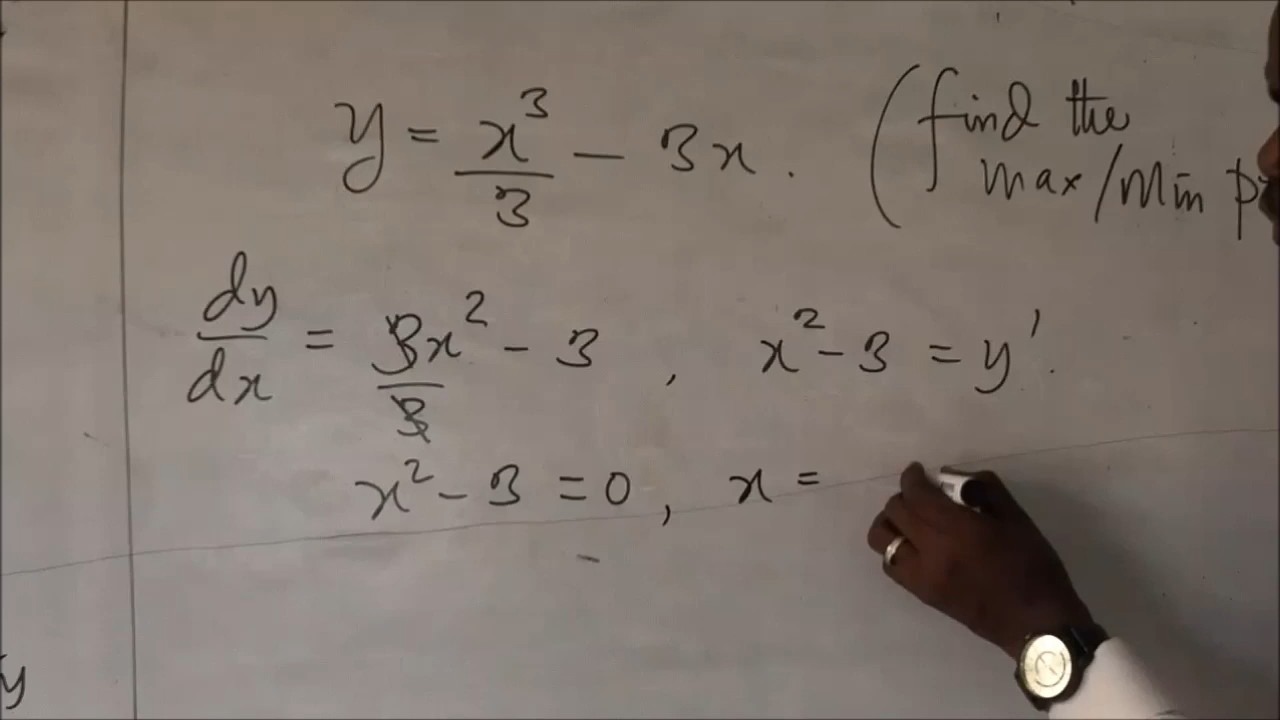 y = x³/3 - 3x. (find the
max/min
dy/dx = 3x²/3 - 3, x² - 3 = y'.
x² - 3 = 0, x =
y